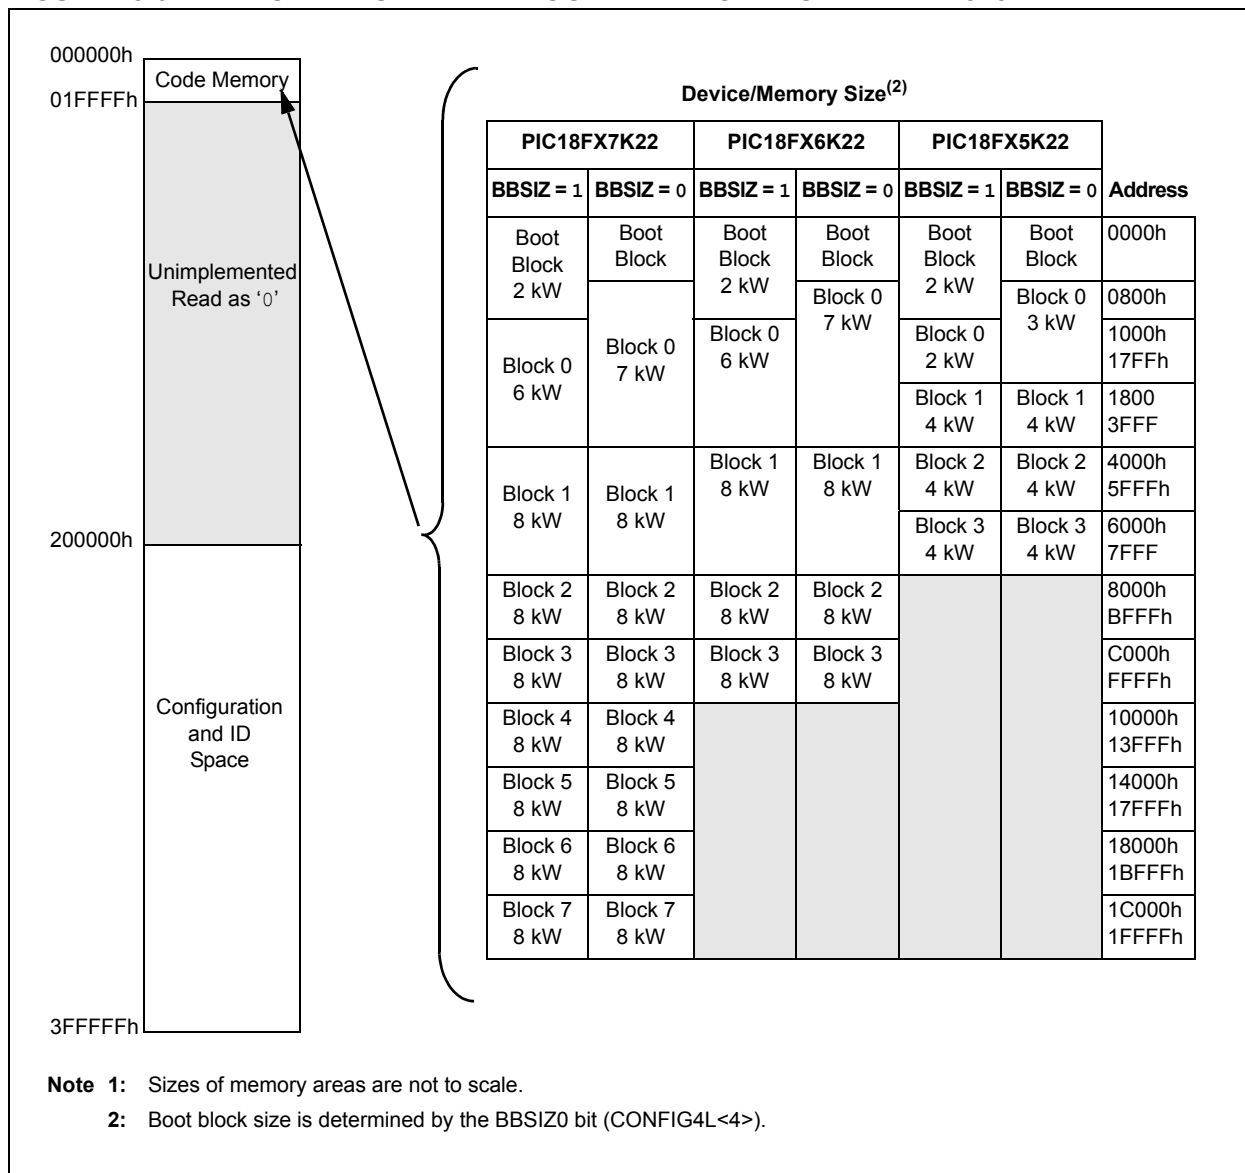 000000h
Code Memory
01FFFFh
Unimplemented
Read as ‘0’
200000h
Configuration
and ID
Space
3FFFFFh
Device/Memory Size(2)
PIC18FX7K22 PIC18FX6K22 PIC18FX5K22
BBSIZ = 1 BBSIZ = 0 BBSIZ = 1 BBSIZ = 0 BBSIZ = 1 BBSIZ = 0 Address
Boot Boot Boot Boot Boot Boot 0000h
Block Block Block Block Block Block
2 kW 2 kW 2 kW
Block 0 Block 0 0800h
7 kW 3 kW
Block 0 Block 0 Block 0 Block 0 1000h
6 kW 7 kW 6 kW 2 kW 17FFh
Block 1 Block 1 1800
4 kW 4 kW 3FFF
Block 1 Block 1 Block 2 Block 2 4000h
8 kW 8 kW 4 kW 4 kW 5FFFh
Block 1 Block 1 Block 3 Block 3 6000h
8 kW 8 kW 4 kW 4 kW 7FFF
Block 2 Block 2 Block 2 Block 2 8000h
8 kW 8 kW 8 kW 8 kW BFFFh
Block 3 Block 3 Block 3 Block 3 C000h
8 kW 8 kW 8 kW 8 kW FFFFh
Block 4 Block 4 10000h
8 kW 8 kW 13FFFh
Block 5 Block 5 14000h
8 kW 8 kW 17FFFh
Block 6 Block 6 18000h
8 kW 8 kW 1BFFFh
Block 7 Block 7 1C000h
8 kW 8 kW 1FFFFh
Note 1: Sizes of memory areas are not to scale.
2: Boot block size is determined by the BBSIZ0 bit (CONFIG4L<4>).